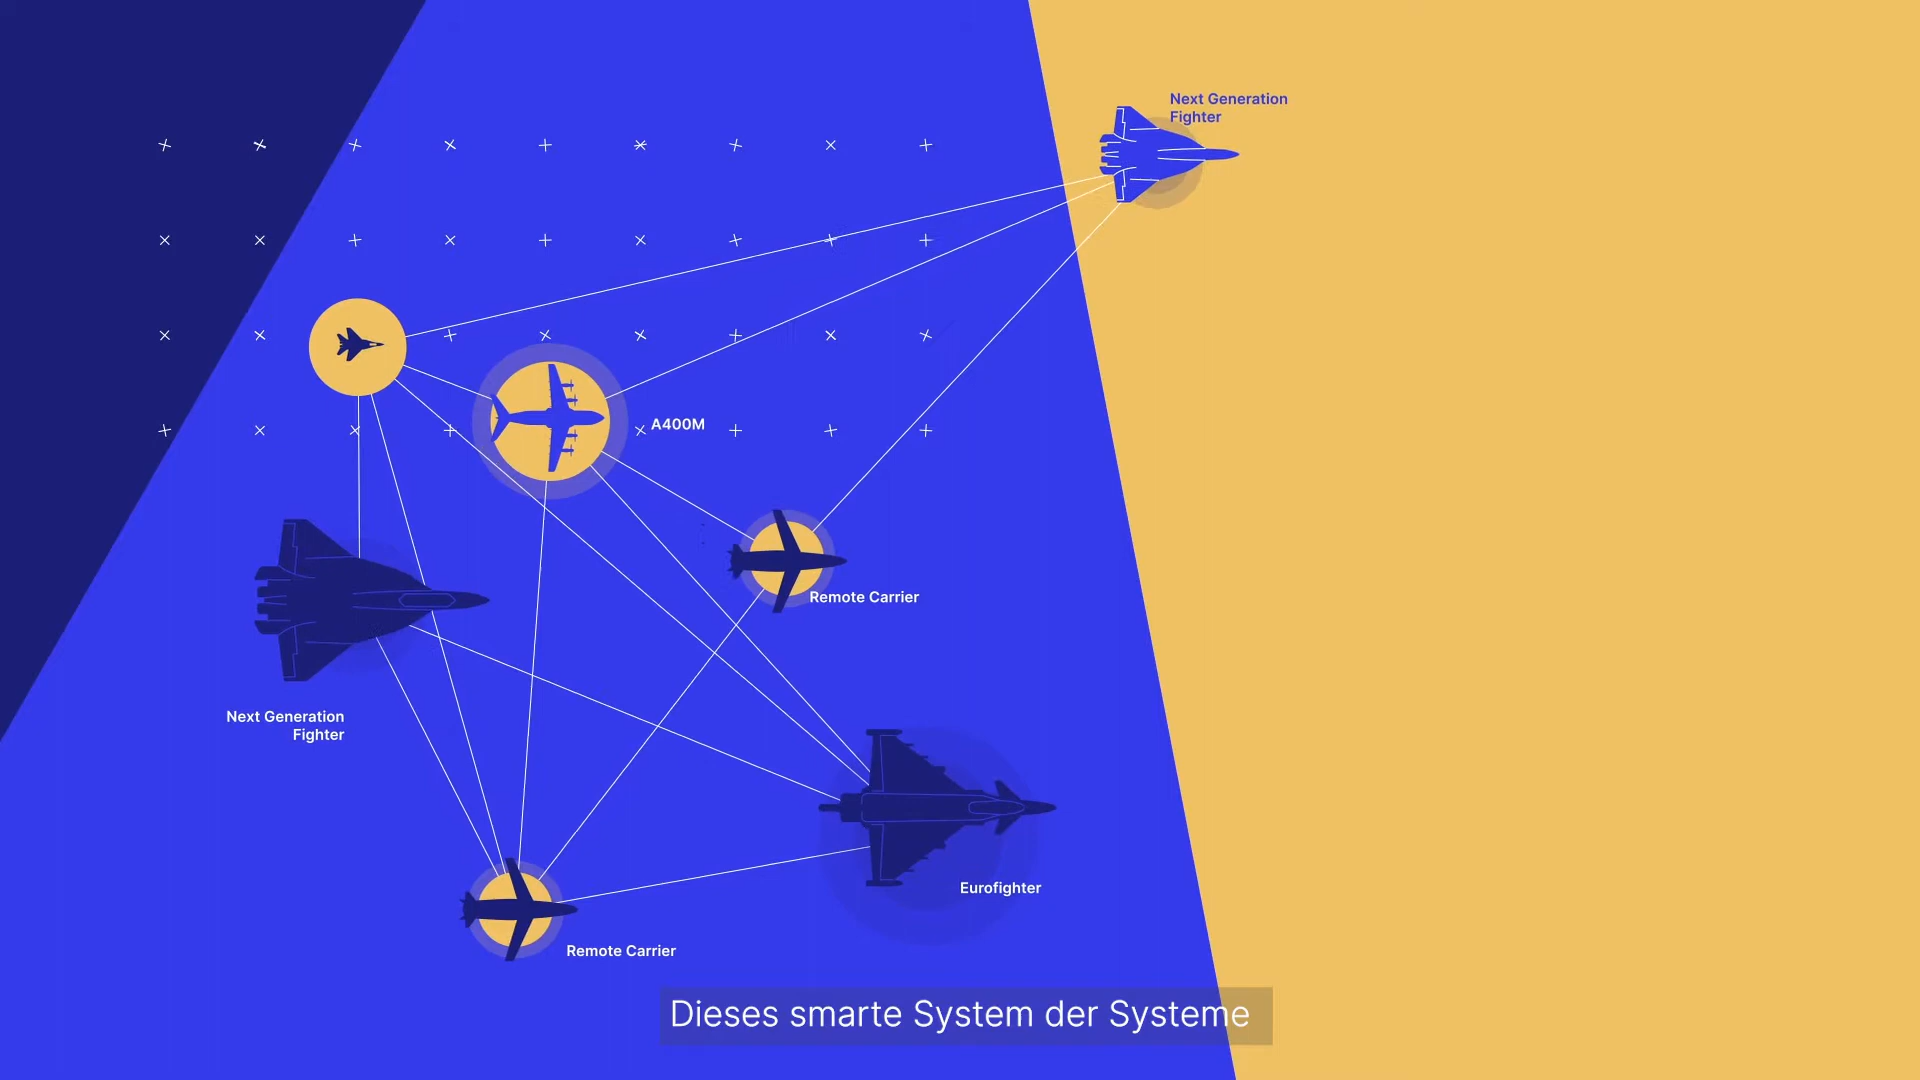 Next Generation
Fighter
A400M
Remote Carrier
Next Generation
Fighter
Eurofighter
Remote Carrier
Dieses smarte System der Systeme